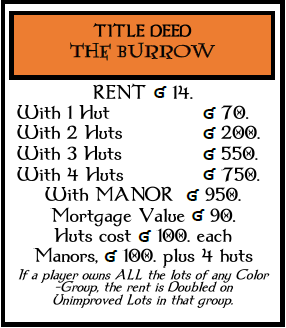 TITLE DEED
THE BURROW
RENT ɠ 14.
With 1 Hut ɠ 70.
With 2 Huts ɠ 200.
With 3 Huts ɠ 550.
With 4 Huts ɠ 750.
With MANOR ɠ 950.
Mortgage Value ɠ 90.
Huts cost ɠ 100. each
Manors, ɠ 100. plus 4 huts
If a player owns ALL the lots of any Color
-Group, the rent is Doubled on
Unimproved Lots in that group.